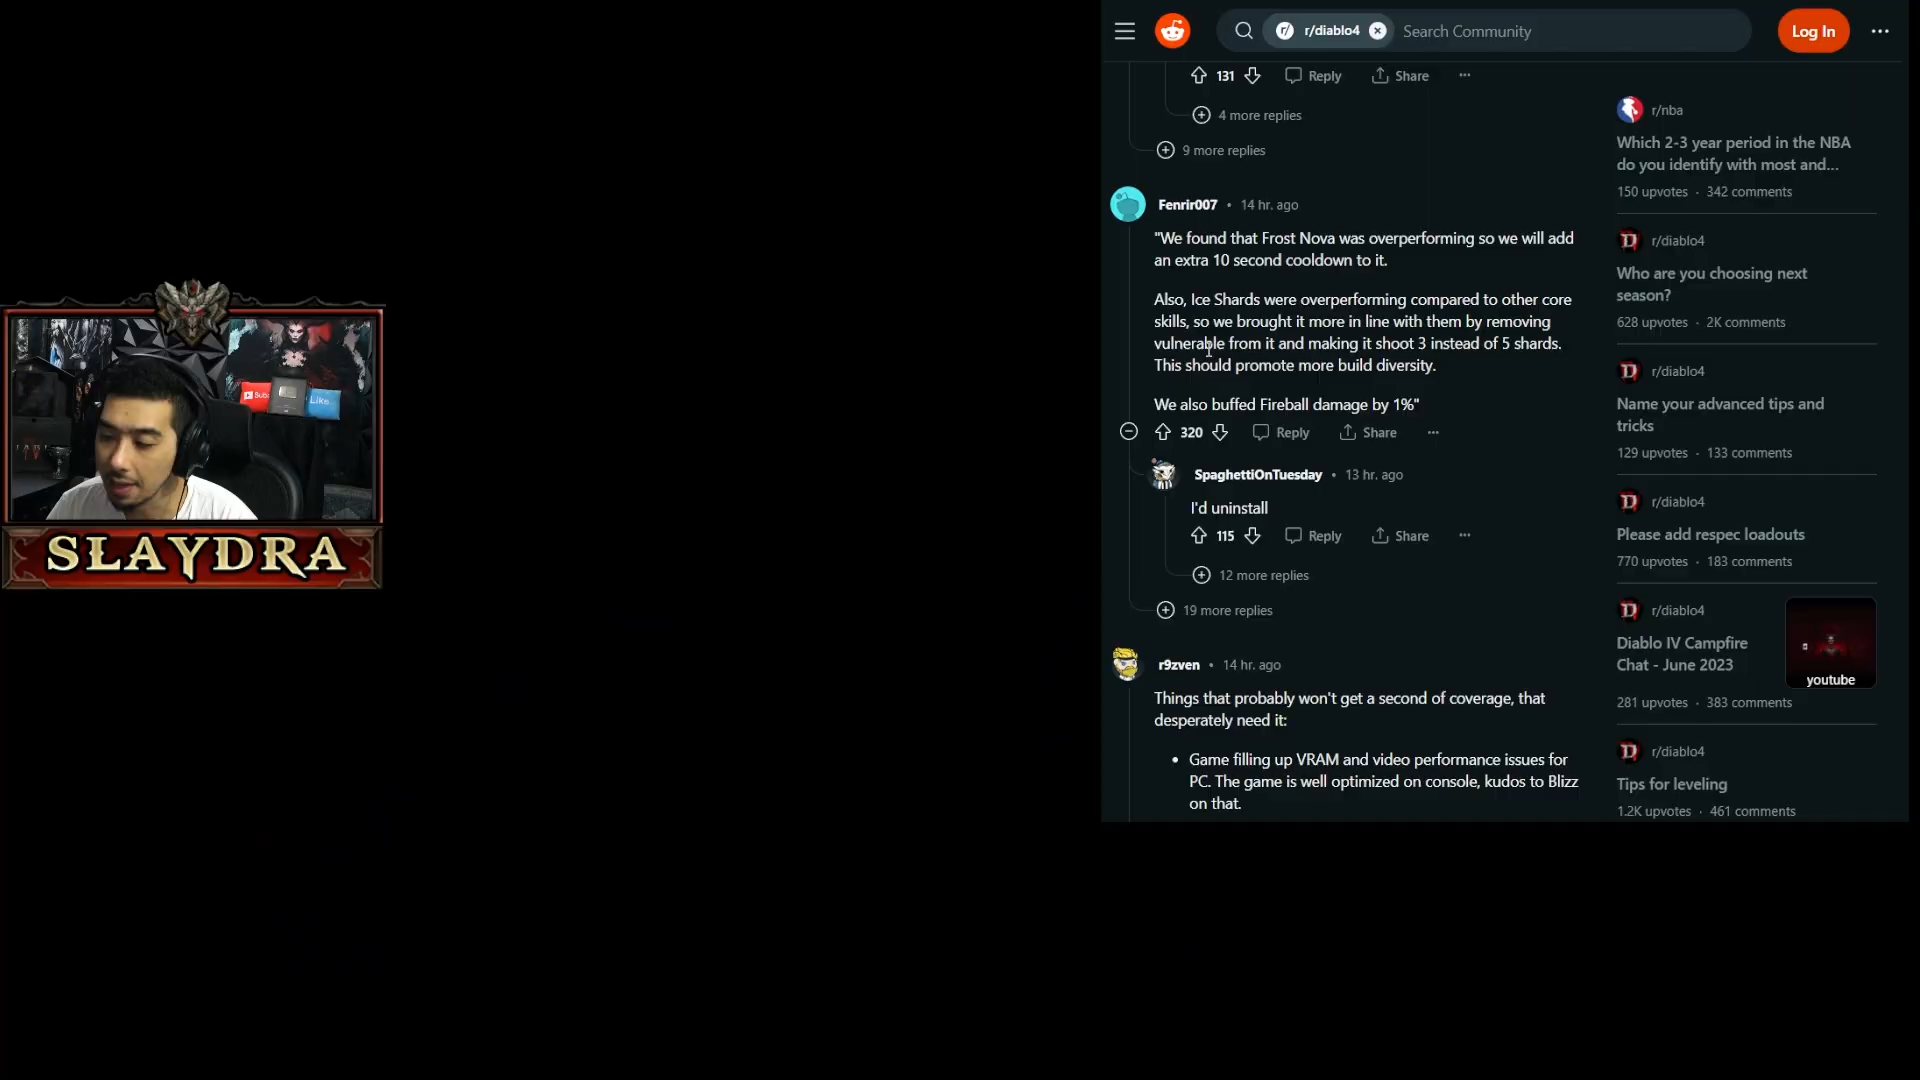 r/diablo4
Search Community
Log In
131
Reply
Share
4 more replies
9 more replies
Fenrir007 • 14 hr. ago
"We found that Frost Nova was overperforming so we will add
an extra 10 second cooldown to it.
Also, Ice Shards were overperforming compared to other core
skills, so we brought it more in line with them by removing
vulnerable from it and making it shoot 3 instead of 5 shards.
This should promote more build diversity.
We also buffed Fireball damage by 1%"
320
Reply
Share
SpaghettiOnTuesday • 13 hr. ago
I'd uninstall
115
Reply
Share
12 more replies
19 more replies
r9zven • 14 hr. ago
Things that probably won't get a second of coverage, that
desperately need it:
• Game filling up VRAM and video performance issues for
PC. The game is well optimized on console, kudos to Blizz
on that.
r/nba
Which 2-3 year period in the NBA
do you identify with most and...
150 upvotes · 342 comments
r/diablo4
Who are you choosing next
season?
628 upvotes · 2K comments
r/diablo4
Name your advanced tips and
tricks
129 upvotes · 133 comments
r/diablo4
Please add respec loadouts
770 upvotes · 183 comments
r/diablo4
Diablo IV Campfire
Chat - June 2023
youtube
281 upvotes · 383 comments
r/diablo4
Tips for leveling
1.2K upvotes · 461 comments
Subs
Like
SLAYDRA